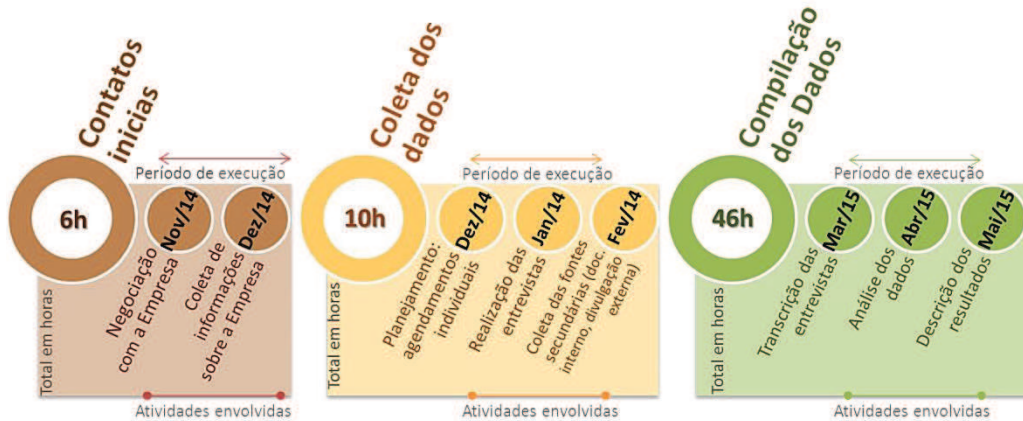 Contatos
inicias
Período de execução
6h
Nov/14
Dez/14
Total em horas
Negociação
com a Empresa
Coleta de
informações
sobre a Empresa
Atividades envolvidas
Coleta dos
dados
Período de execução
10h
Dez/14
Jan/14
Fev/14
Total em horas
Planejamento:
agendamentos
individuais
Realização das
entrevistas
Coleta das fontes
secundárias (doc.
interno, divulgação
externa)
Atividades envolvidas
Compilação
dos Dados
Período de execução
46h
Mar/15
Abr/15
Mai/15
Total em horas
Transcrição das
entrevistas
Análise dos
dados
Descrição dos
resultados
Atividades envolvidas